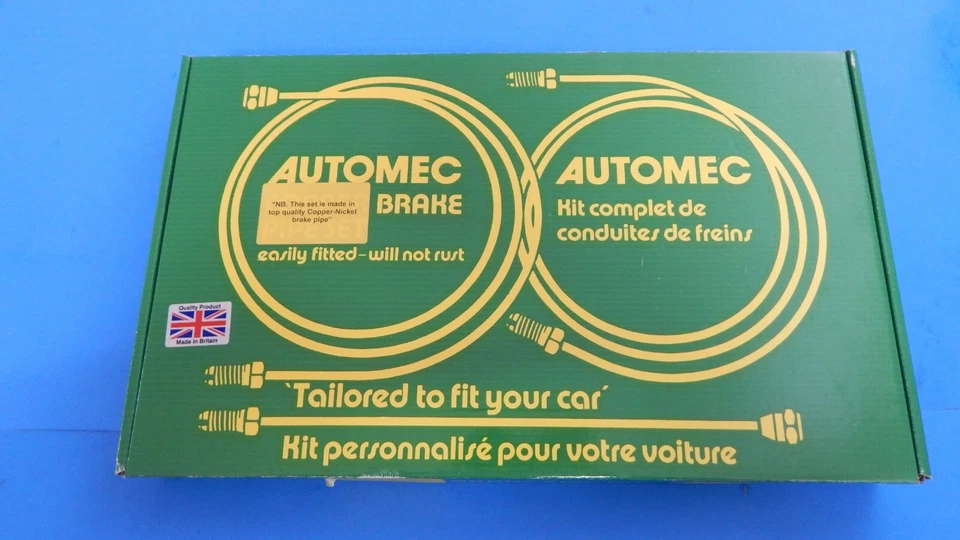 AUTOMEC
"NB. This set is made in
top quality Copper-Nickel
brake pipe"
BRAKE
easily fitted-will not rust
AUTOMEC
Kit complet de
conduites de freins
Quality Product
Made in Britain
'Tailored to fit your car'
Kit personnalisé pour votre voiture